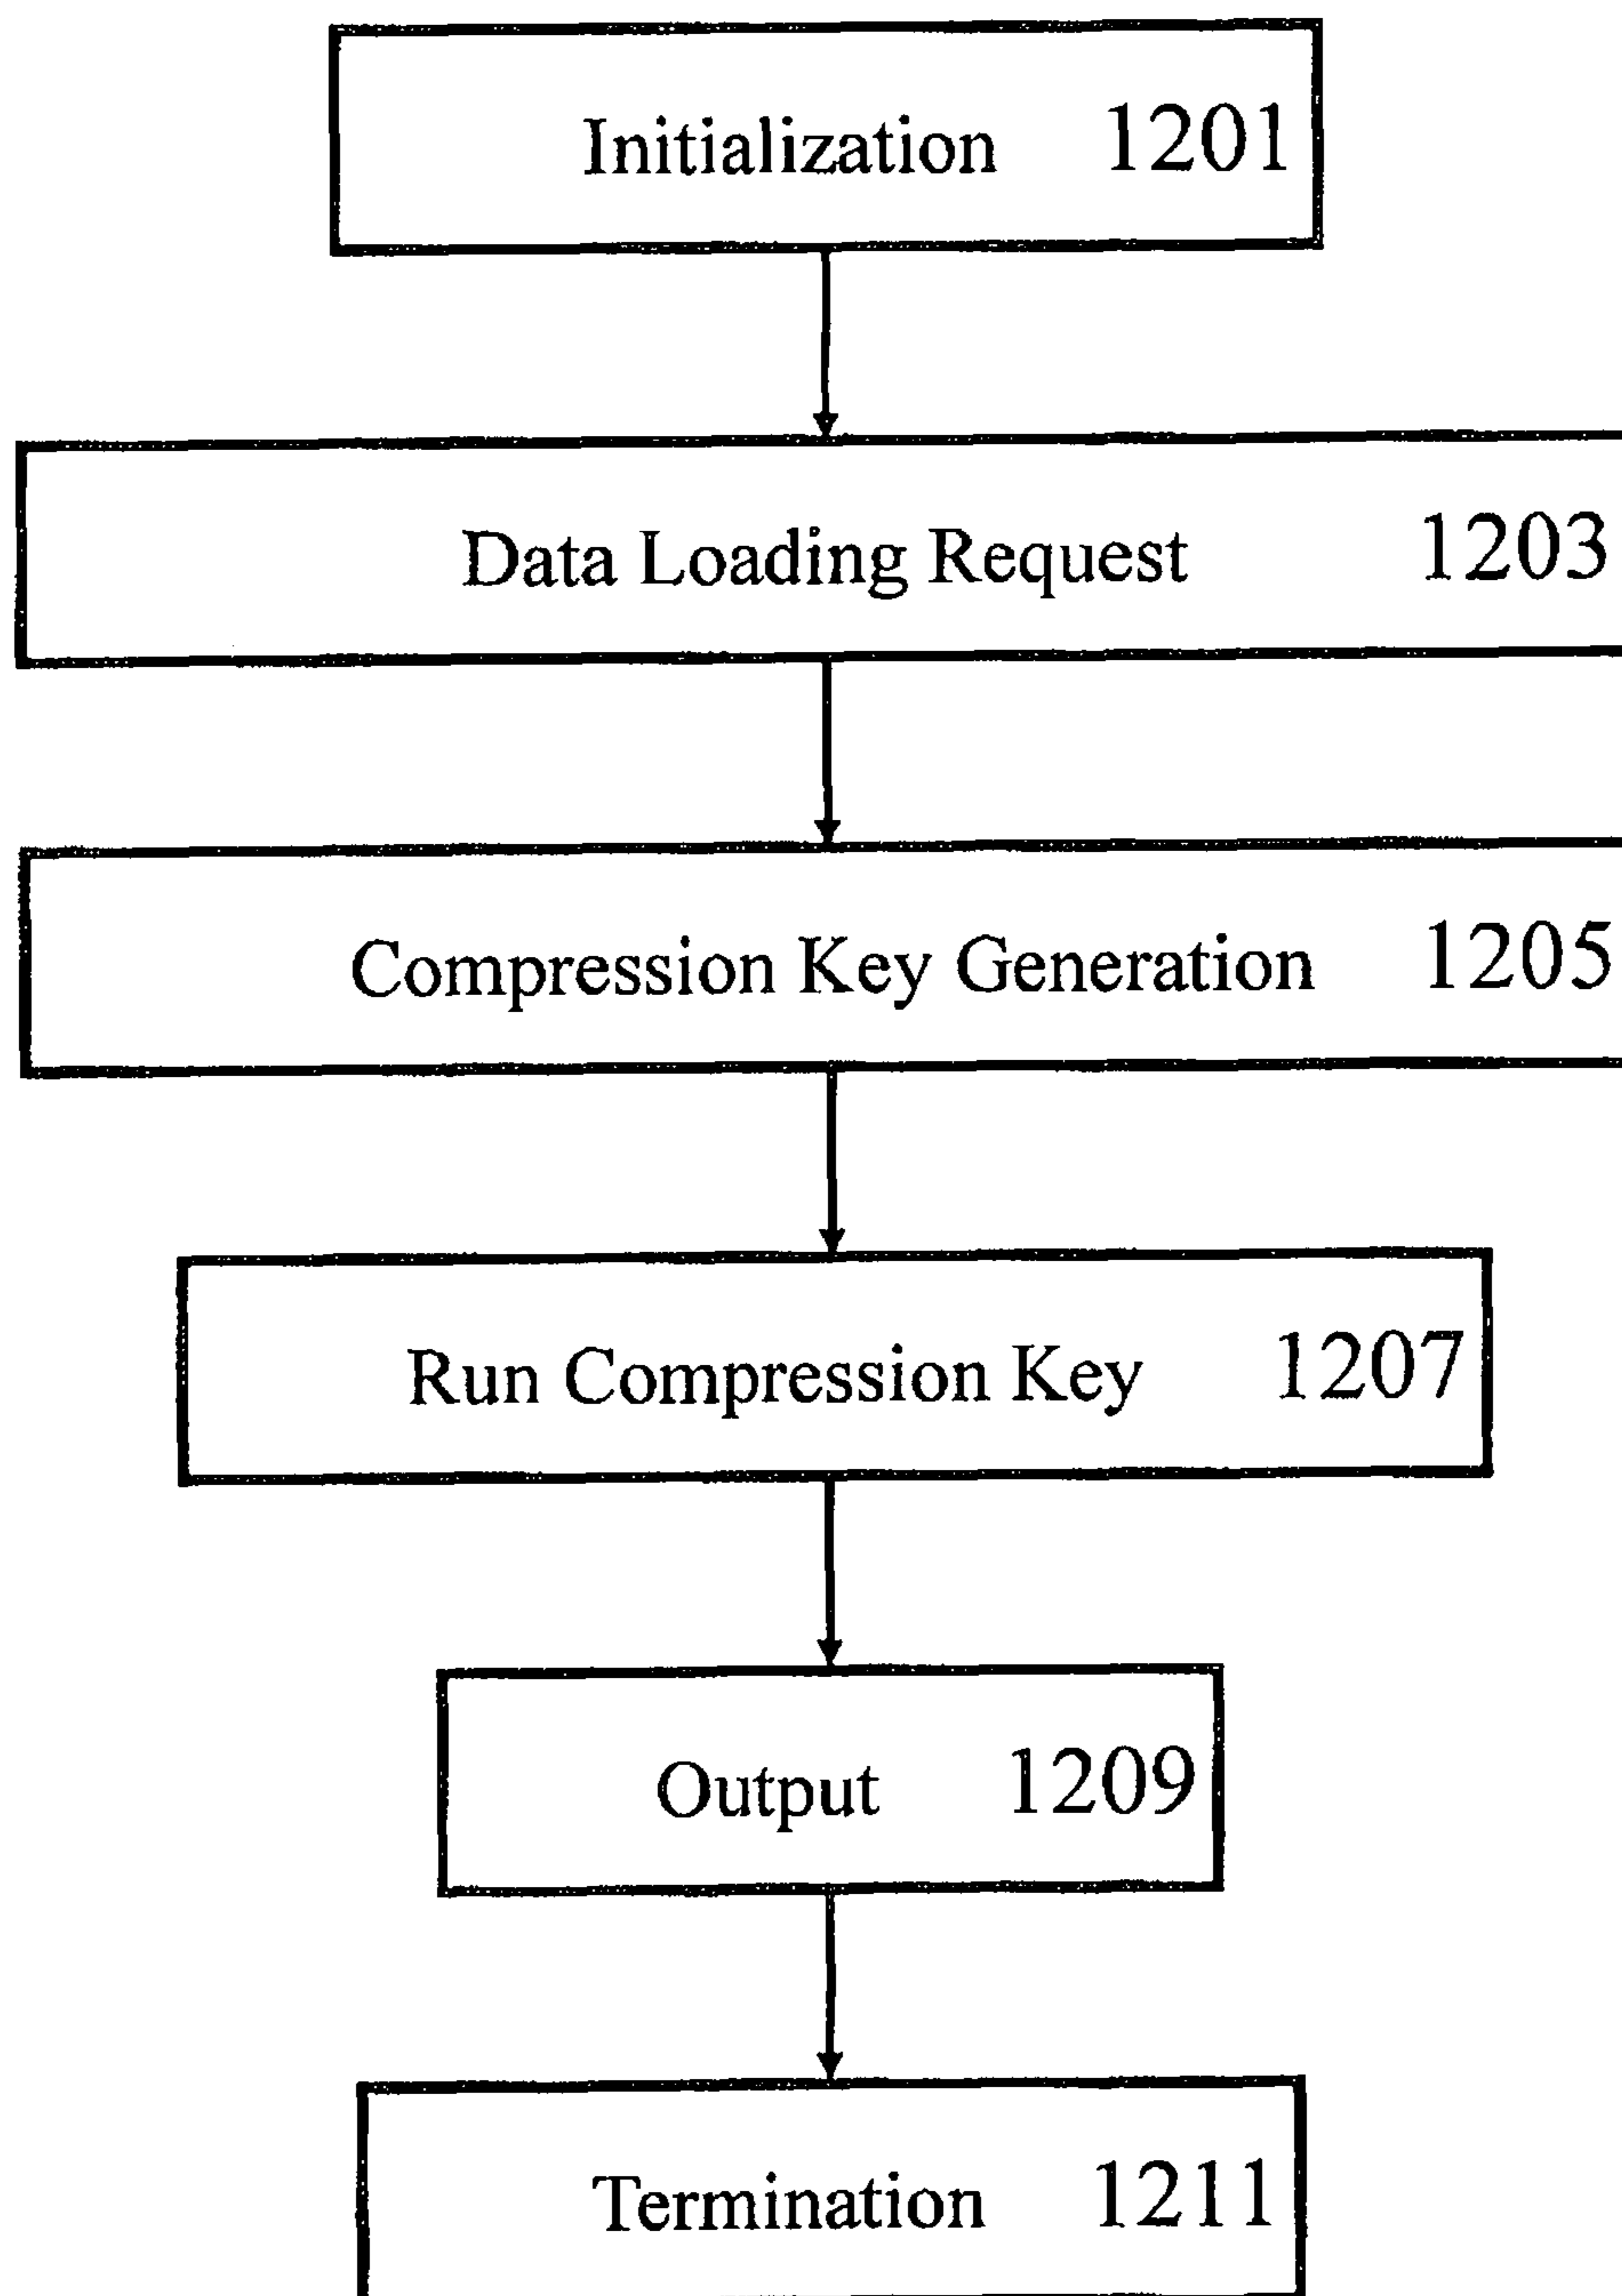 Initialization 1201
Data Loading Request 1203
Compression Key Generation 1205
Run Compression Key 1207
Output 1209
Termination 1211